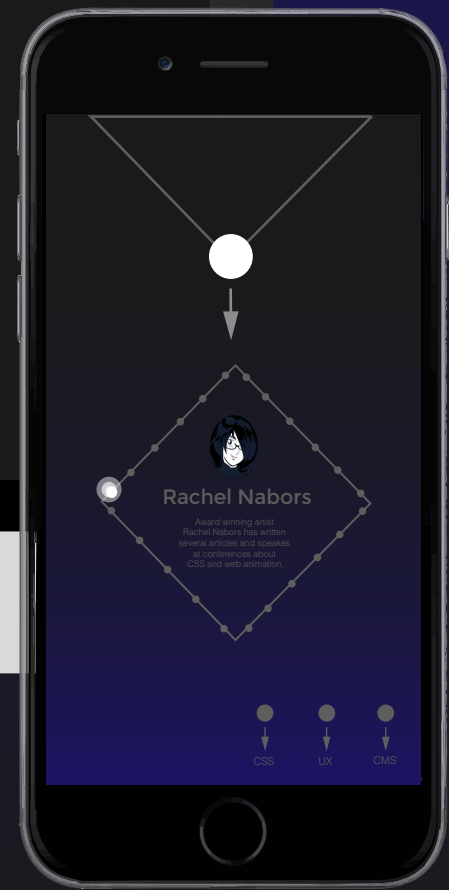 Rachel Nabors
Award winning artist
Rachel Nabors has written
several articles and speakes
at conferences about
CSS and web animation.
CSS
UX
CMS